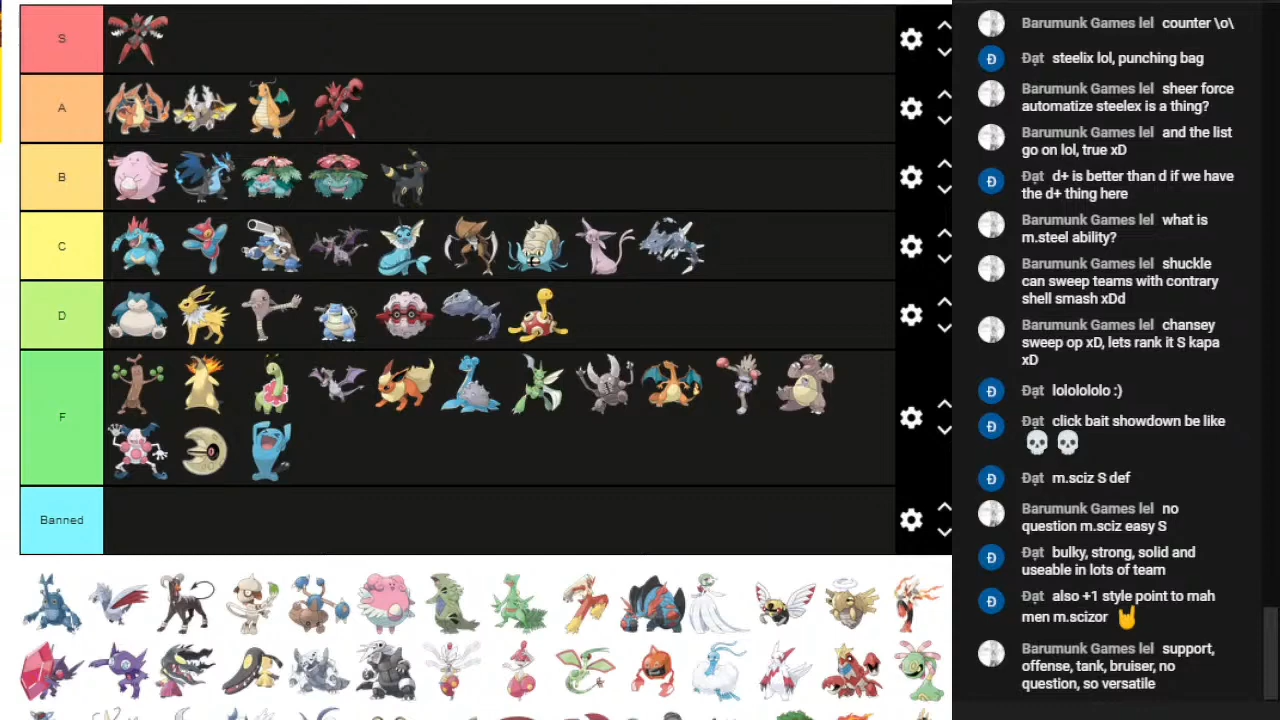 S
A
B
C
D
F
Banned
Barumunk Games lel counter \o\
Đ Đạt steelix lol, punching bag
Barumunk Games lel sheer force
automatize steelex is a thing?
Barumunk Games lel and the list
go on lol, true xD
Đ Đạt d+ is better than d if we have
the d+ thing here
Barumunk Games lel what is
m.steel ability?
Barumunk Games lel shuckle
can sweep teams with contrary
shell smash xDd
Barumunk Games lel chansey
sweep op xD, lets rank it S kapa
xD
Đ Đạt lolololo :)
Đ Đạt click bait showdown be like
💀 💀
Đ Đạt m.sciz S def
Barumunk Games lel no
question m.sciz easy S
Đ Đạt bulky, strong, solid and
useable in lots of team
Đ Đạt also +1 style point to mah
men m.scizor 🤘
Barumunk Games lel support,
offense, tank, bruiser, no
question, so versatile